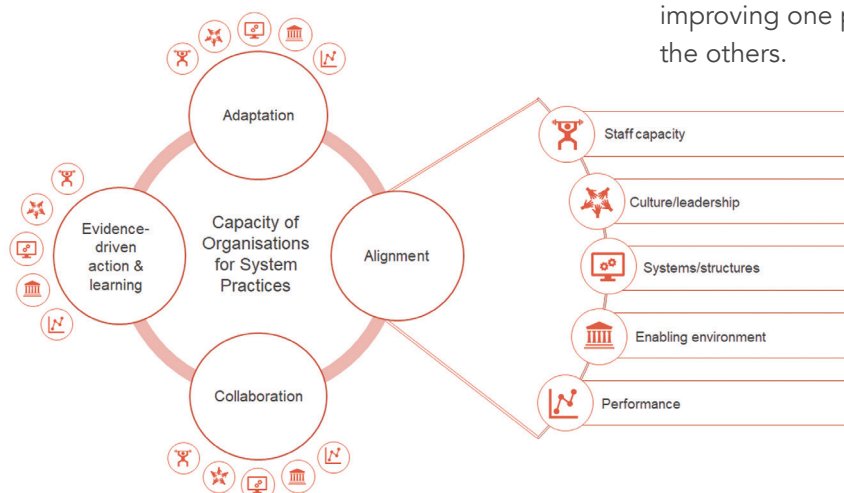 improving one p
the others.
Adaptation
Evidence-
driven
action &
learning
Capacity of
Organisations
for System
Practices
Alignment
Collaboration
Staff capacity
Culture/leadership
Systems/structures
Enabling environment
Performance